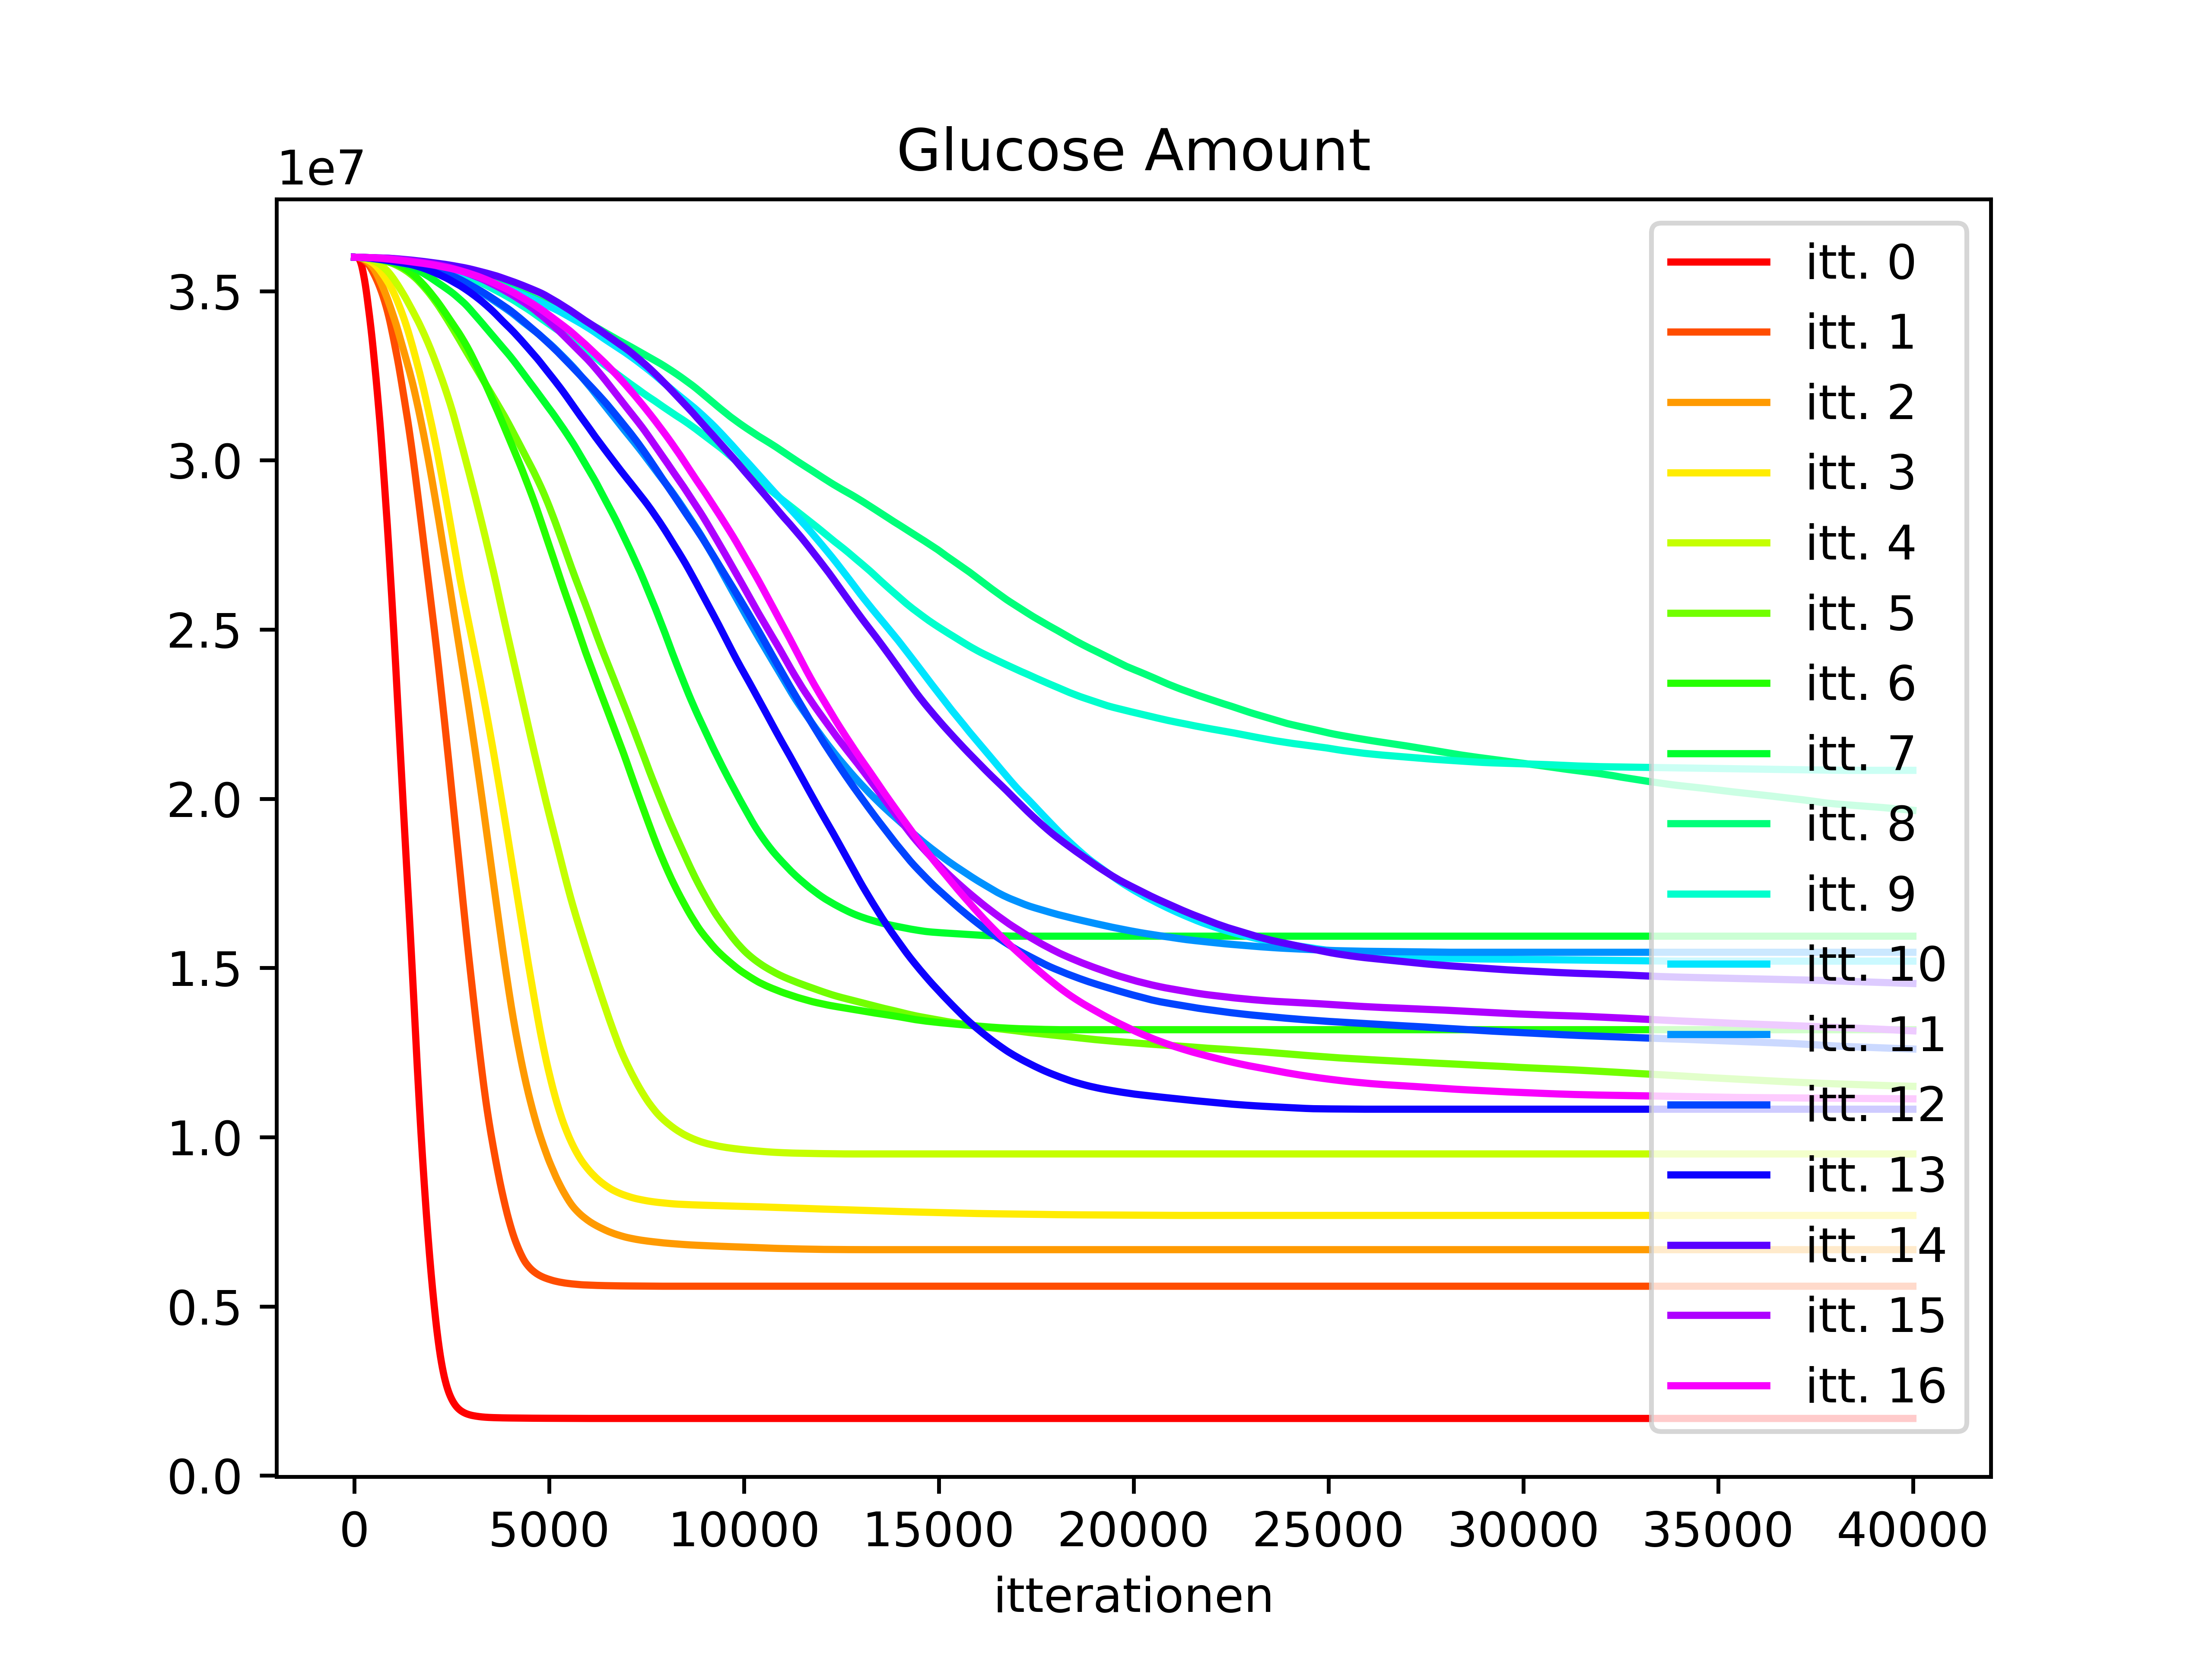 Glucose Amount
1e7
3.5
3.0
2.5
2.0
1.5
1.0
0.5
0.0
0 5000 10000 15000 20000 25000 30000 35000 40000
itterationen
itt. 0
itt. 1
itt. 2
itt. 3
itt. 4
itt. 5
itt. 6
itt. 7
itt. 8
itt. 9
itt. 10
itt. 11
itt. 12
itt. 13
itt. 14
itt. 15
itt. 16